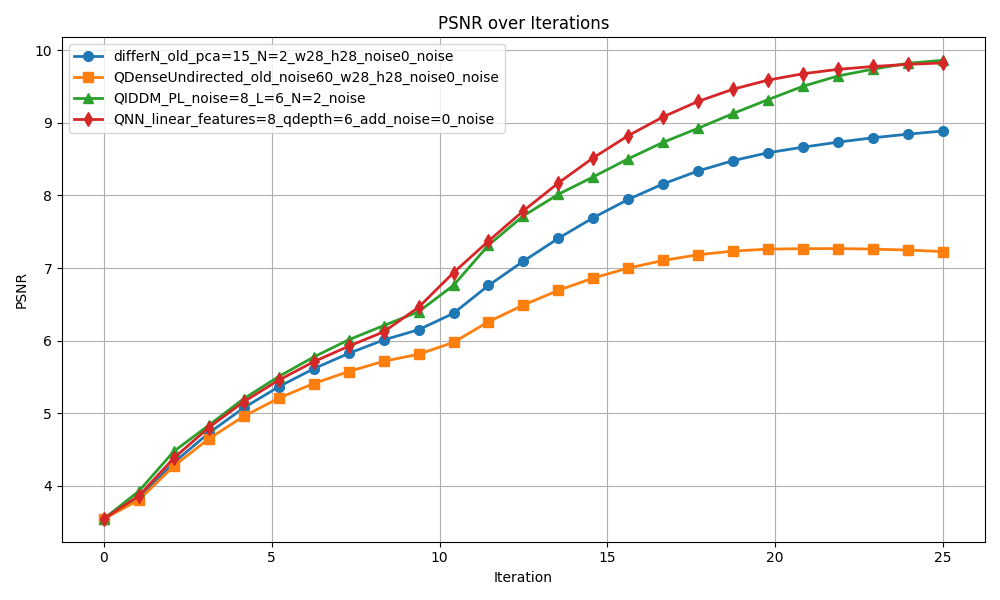 PSNR over Iterations
differN_old_pca=15_N=2_w28_h28_noise0_noise
QDenseUndirected_old_noise60_w28_h28_noise0_noise
QIDDM_PL_noise=8_L=6_N=2_noise
QNN_linear_features=8_qdepth=6_add_noise=0_noise
PSNR
10
9
8
7
6
5
4
0 5 10 15 20 25
Iteration